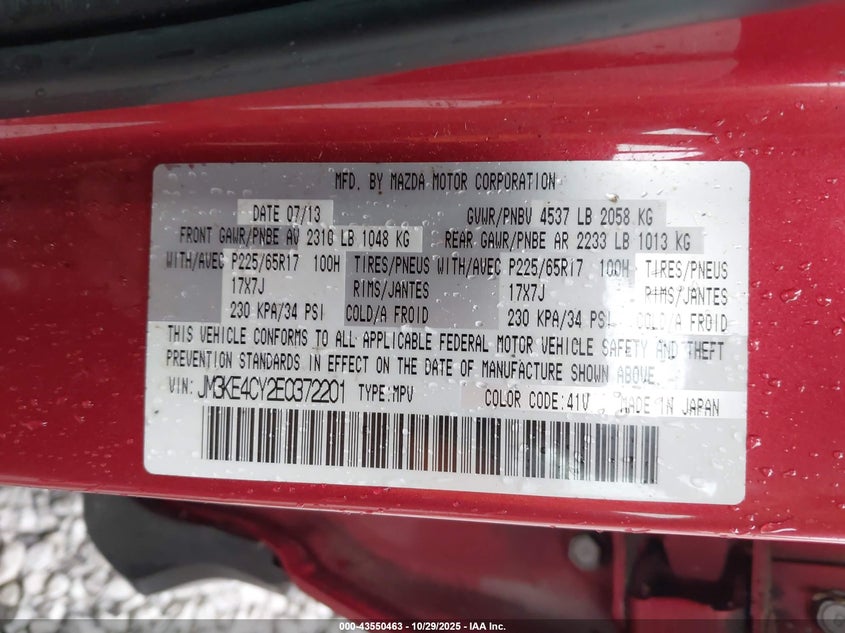 MFD. BY MAZDA MOTOR CORPORATION
DATE 07/13 GVWR/PNBV 4537 LB 2058 KG
FRONT GAWR/PNBE AV 2310 LB 1048 KG REAR GAWR/PNBE AR 2233 LB 1013 KG
WITH/AVEC P225/65R17 100H TIRES/PNEUS WITH/AVEC P225/65R17 100H TIRES/PNEUS
17X7J RIMS/JANTES 17X7J RIMS/JANTES
230 KPA/34 PSI COLD/A FROID 230 KPA/34 PSI COLD/A FROID
THIS VEHICLE CONFORMS TO ALL APPLICABLE FEDERAL MOTOR VEHICLE SAFETY AND THEFT
PREVENTION STANDARDS IN EFFECT ON THE DATE OF MANUFACTURE SHOWN ABOVE.
VIN: JM3KE4CY2E0372201 TYPE:MPV COLOR CODE:41V MADE IN JAPAN
000-43550463 - 10/29/2025 - IAA Inc.